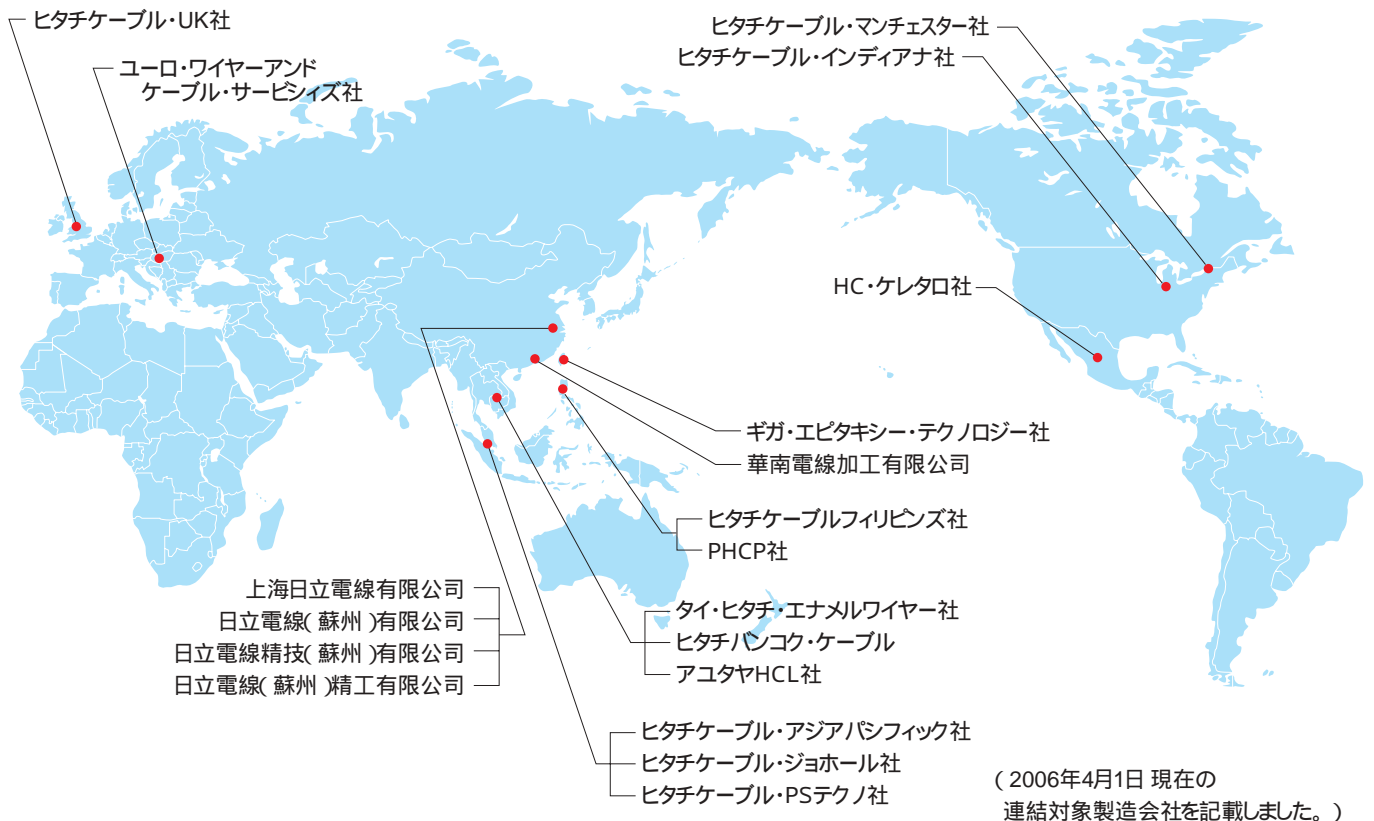 ヒタチケーブル・UK社
ユーロ・ワイヤーアンド
ケーブル・サービシィズ社
ヒタチケーブル・マンチェスター社
ヒタチケーブル・インディアナ社
HC・ケレタロ社
ギガ・エピタキシー・テクノロジー社
華南電線加工有限公司
ヒタチケーブルフィリピンズ社
PHCP社
上海日立電線有限公司
日立電線(蘇州)有限公司
日立電線精技(蘇州)有限公司
日立電線(蘇州)精工有限公司
タイ・ヒタチ・エナメルワイヤー社
ヒタチバンコク・ケーブル
アユタヤHCL社
ヒタチケーブル・アジアパシフィック社
ヒタチケーブル・ジョホール社
ヒタチケーブル・PSテクノ社
(2006年4月1日 現在の
連結対象製造会社を記載しました。)